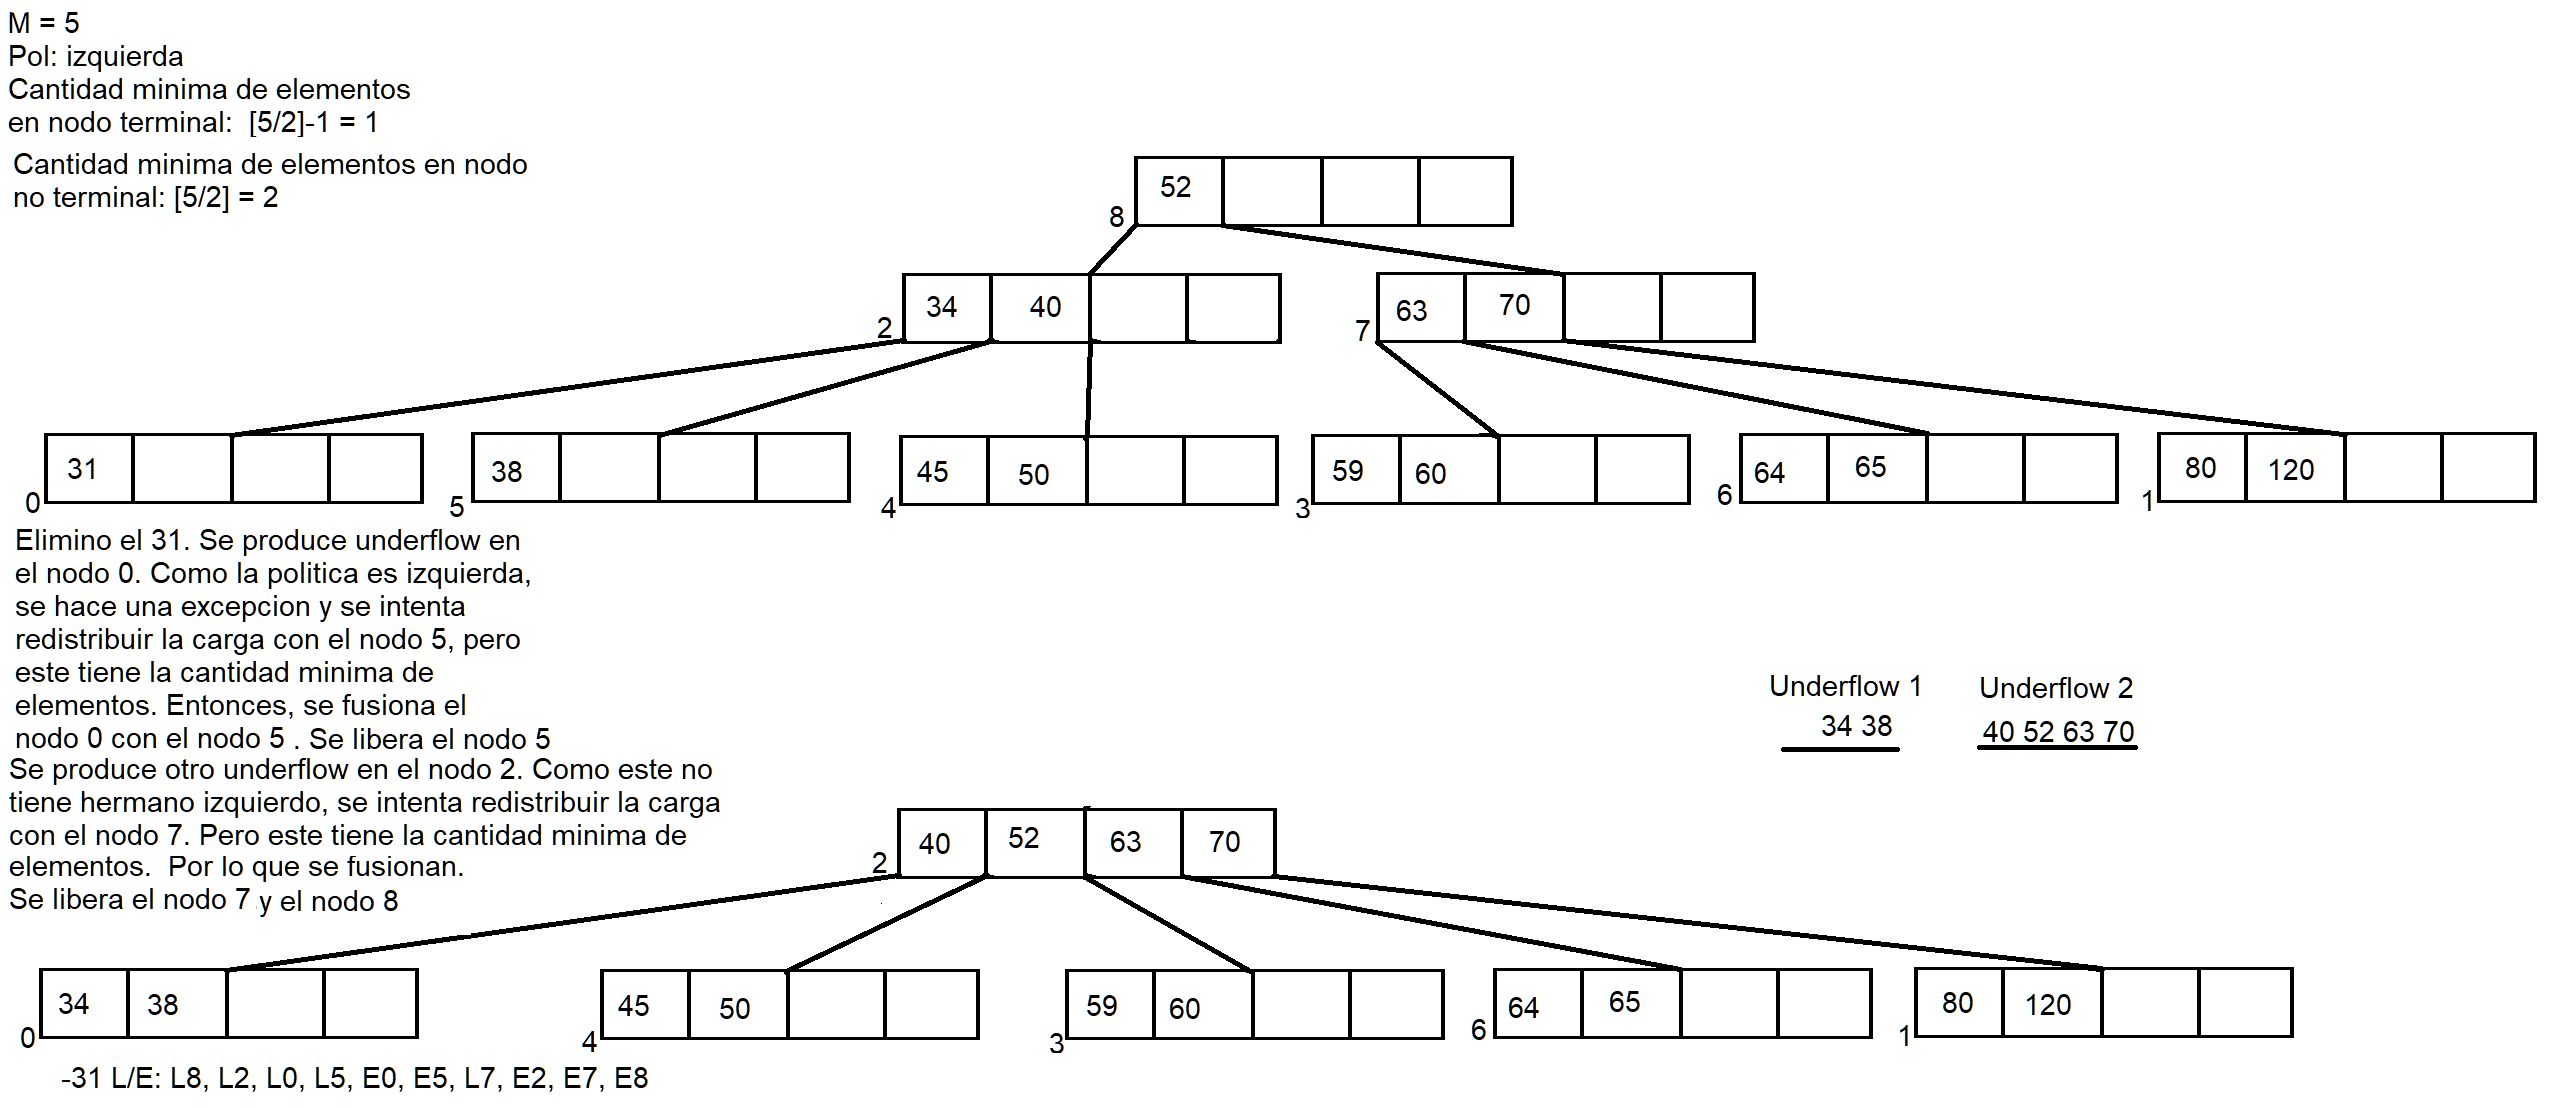 M = 5
Pol: izquierda
Cantidad minima de elementos
en nodo terminal:  [5/2]-1 = 1
Cantidad minima de elementos en nodo
no terminal: [5/2] = 2
52
8
34 40
2
63 70
7
31
0
38
5
45 50
4
59 60
3
64 65
6
80 120
1
Elimino el 31. Se produce underflow en
el nodo 0. Como la politica es izquierda,
se hace una excepcion y se intenta
redistribuir la carga con el nodo 5, pero
este tiene la cantidad minima de
elementos. Entonces, se fusiona el
nodo 0 con el nodo 5 . Se libera el nodo 5
Se produce otro underflow en el nodo 2. Como este no
tiene hermano izquierdo, se intenta redistribuir la carga
con el nodo 7. Pero este tiene la cantidad minima de
elementos.  Por lo que se fusionan.
Se libera el nodo 7 y el nodo 8
Underflow 1
34 38
Underflow 2
40 52 63 70
40 52 63 70
2
34 38
0
45 50
4
59 60
3
64 65
6
80 120
1
-31 L/E: L8, L2, L0, L5, E0, E5, L7, E2, E7, E8